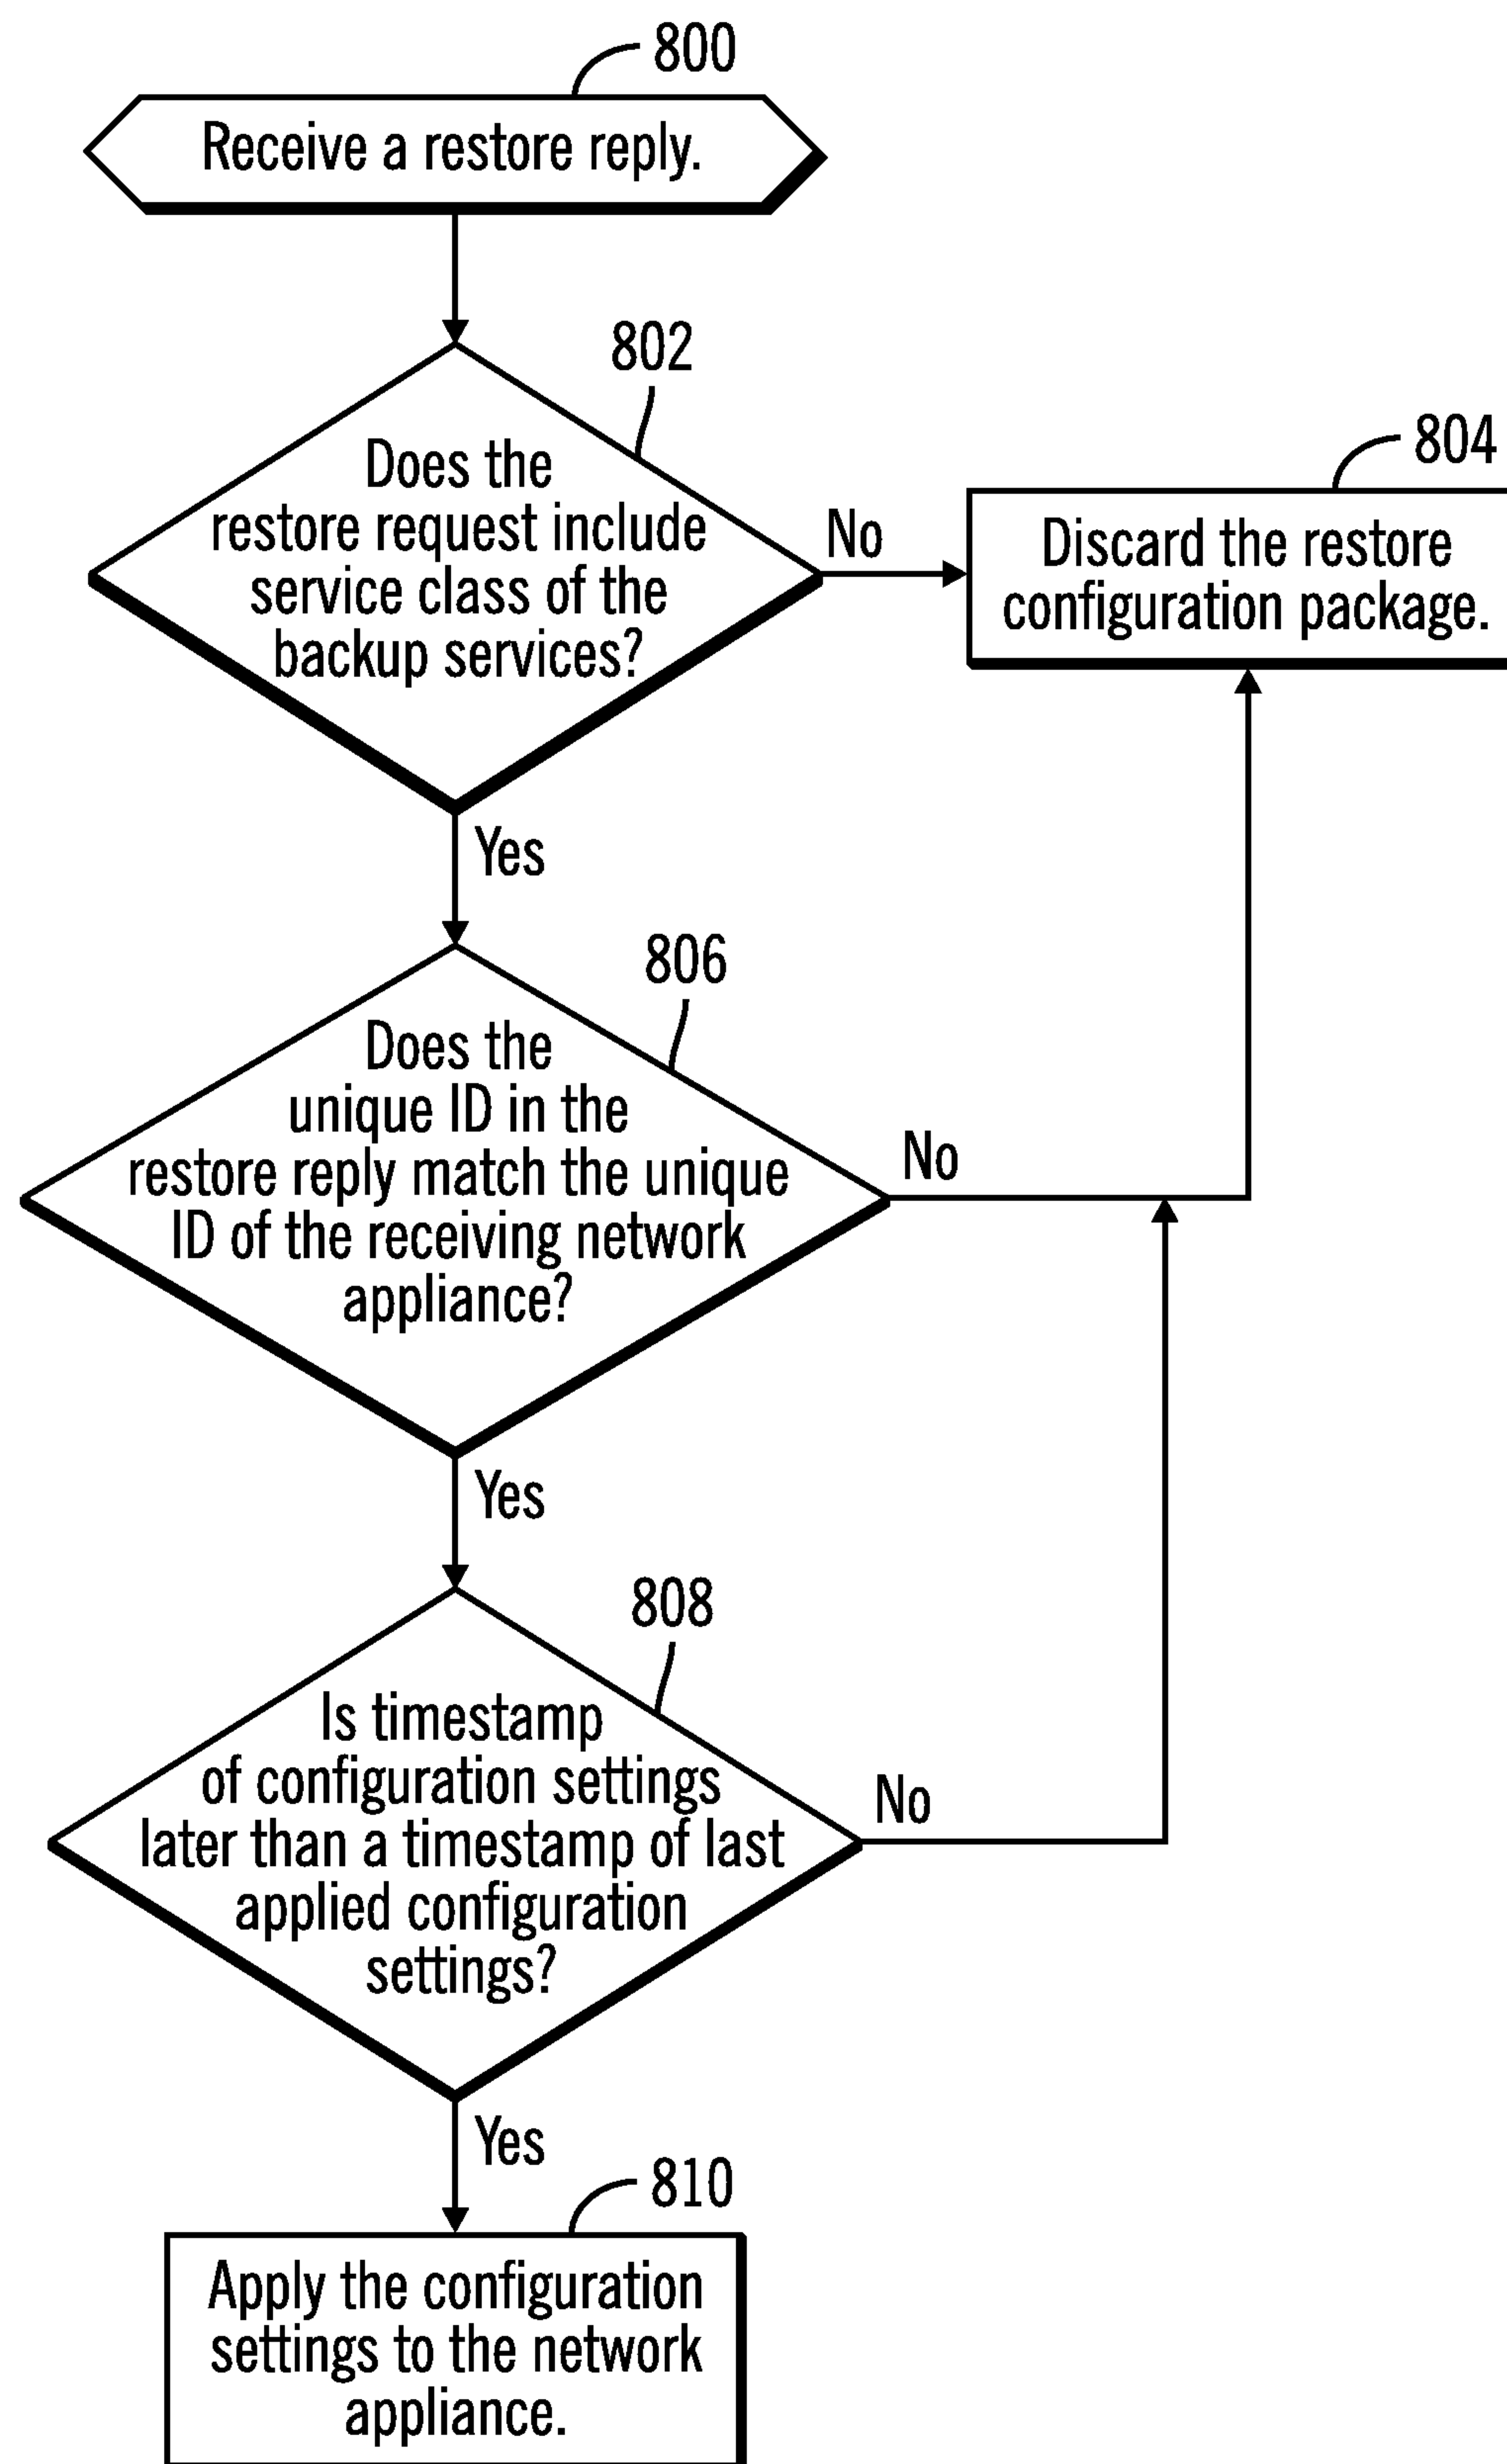 800
Receive a restore reply.
802
Does the
restore request include
service class of the
backup services?
No
804
Discard the restore
configuration package.
Yes
806
Does the
unique ID in the
restore reply match the unique
ID of the receiving network
appliance?
No
Yes
808
Is timestamp
of configuration settings
later than a timestamp of last
applied configuration
settings?
No
Yes
810
Apply the configuration
settings to the network
appliance.